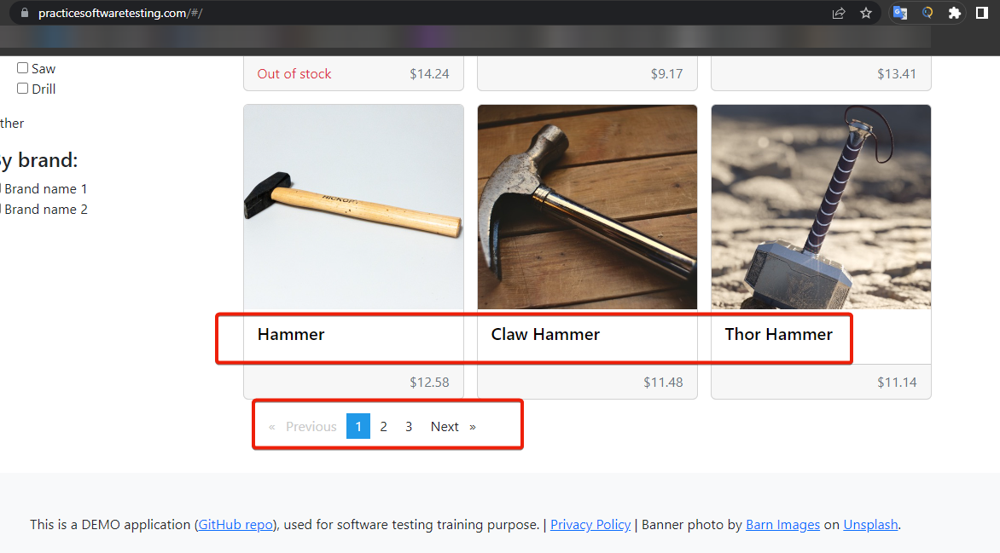 practicesoftwaretesting.com/#/
Saw
Drill
ther
y brand:
Brand name 1
Brand name 2
Out of stock $14.24
$9.17
$13.41
Hammer
$12.58
Claw Hammer
$11.48
Thor Hammer
$11.14
« Previous 1 2 3 Next »
This is a DEMO application (GitHub repo), used for software testing training purpose. | Privacy Policy | Banner photo by Barn Images on Unsplash.